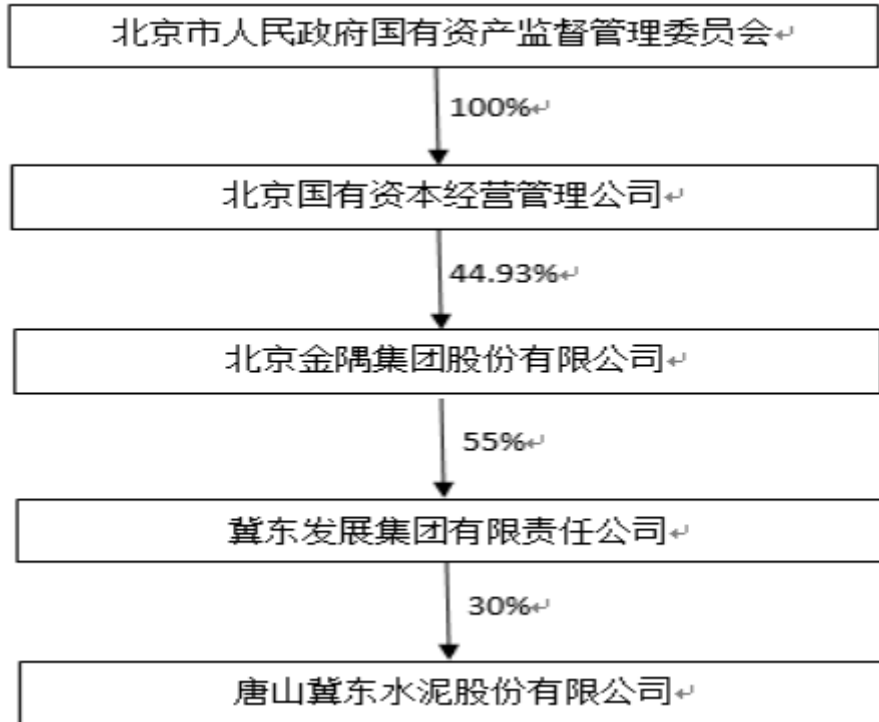 北京市人民政府国有资产监督管理委员会
100%
北京国有资本经营管理公司
44.93%
北京金隅集团股份有限公司
55%
冀东发展集团有限责任公司
30%
唐山冀东水泥股份有限公司